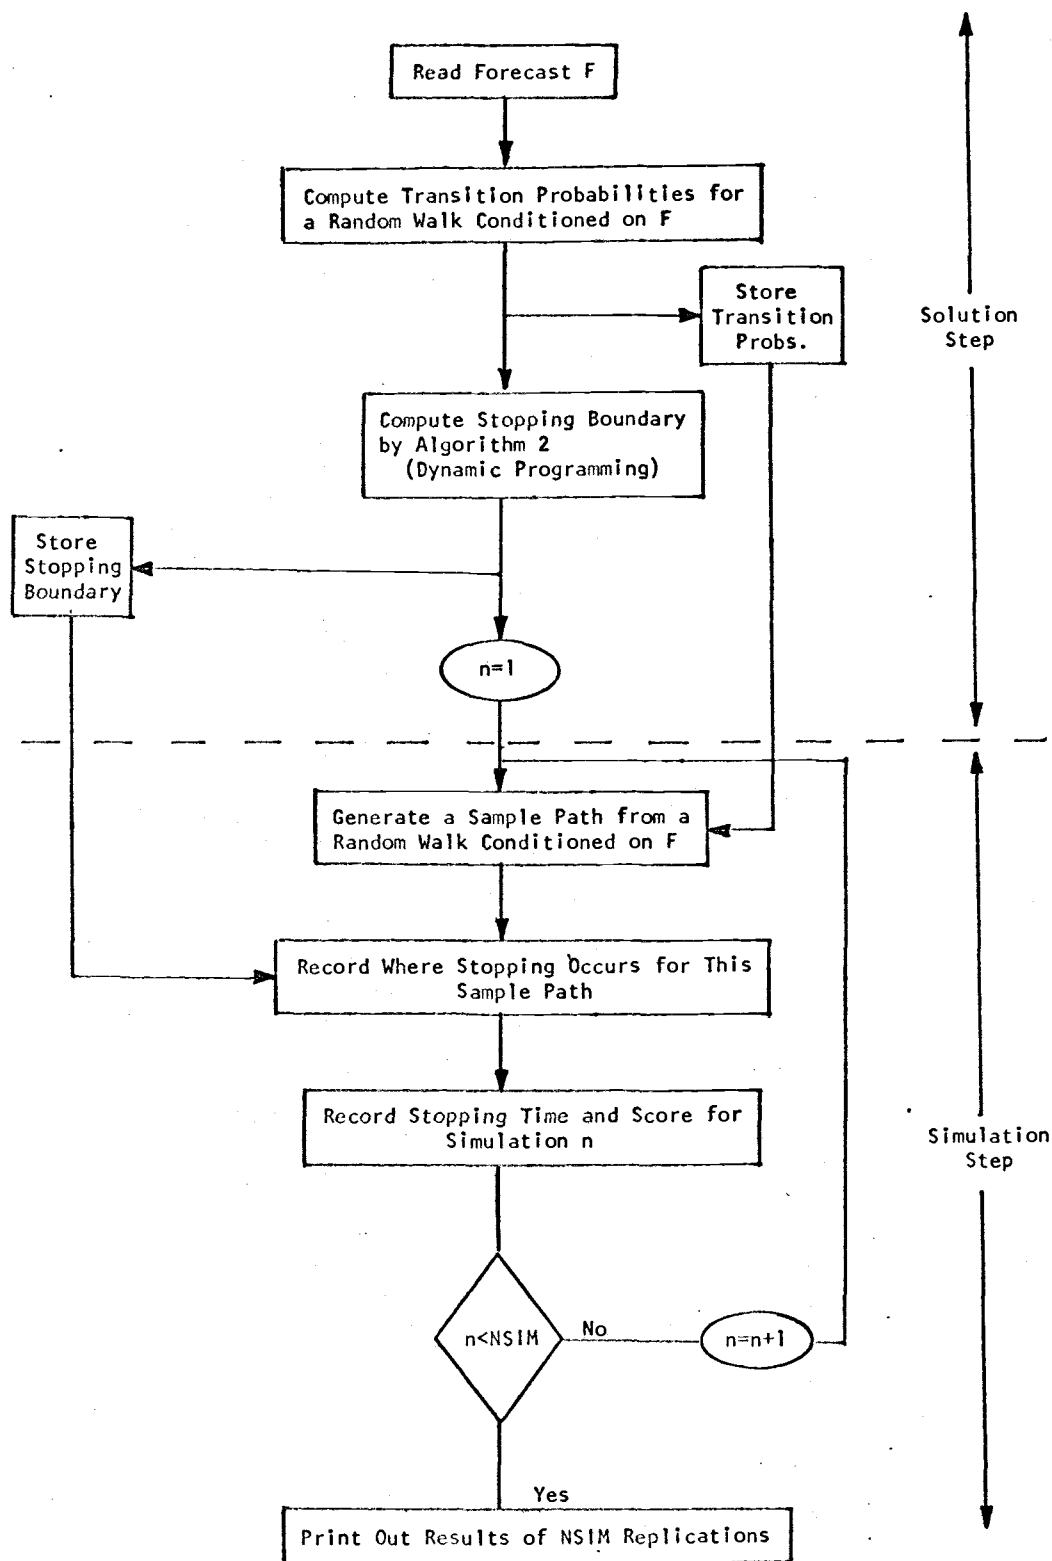 Read Forecast F
Compute Transition Probabilities for
a Random Walk Conditioned on F
Store
Transition
Probs.
Solution
Step
Compute Stopping Boundary
by Algorithm 2
(Dynamic Programming)
Store
Stopping
Boundary
n=1
Generate a Sample Path from a
Random Walk Conditioned on F
Record Where Stopping Occurs for This
Sample Path
Record Stopping Time and Score for
Simulation n
Simulation
Step
n<NSIM
No
n=n+1
Yes
Print Out Results of NSIM Replications